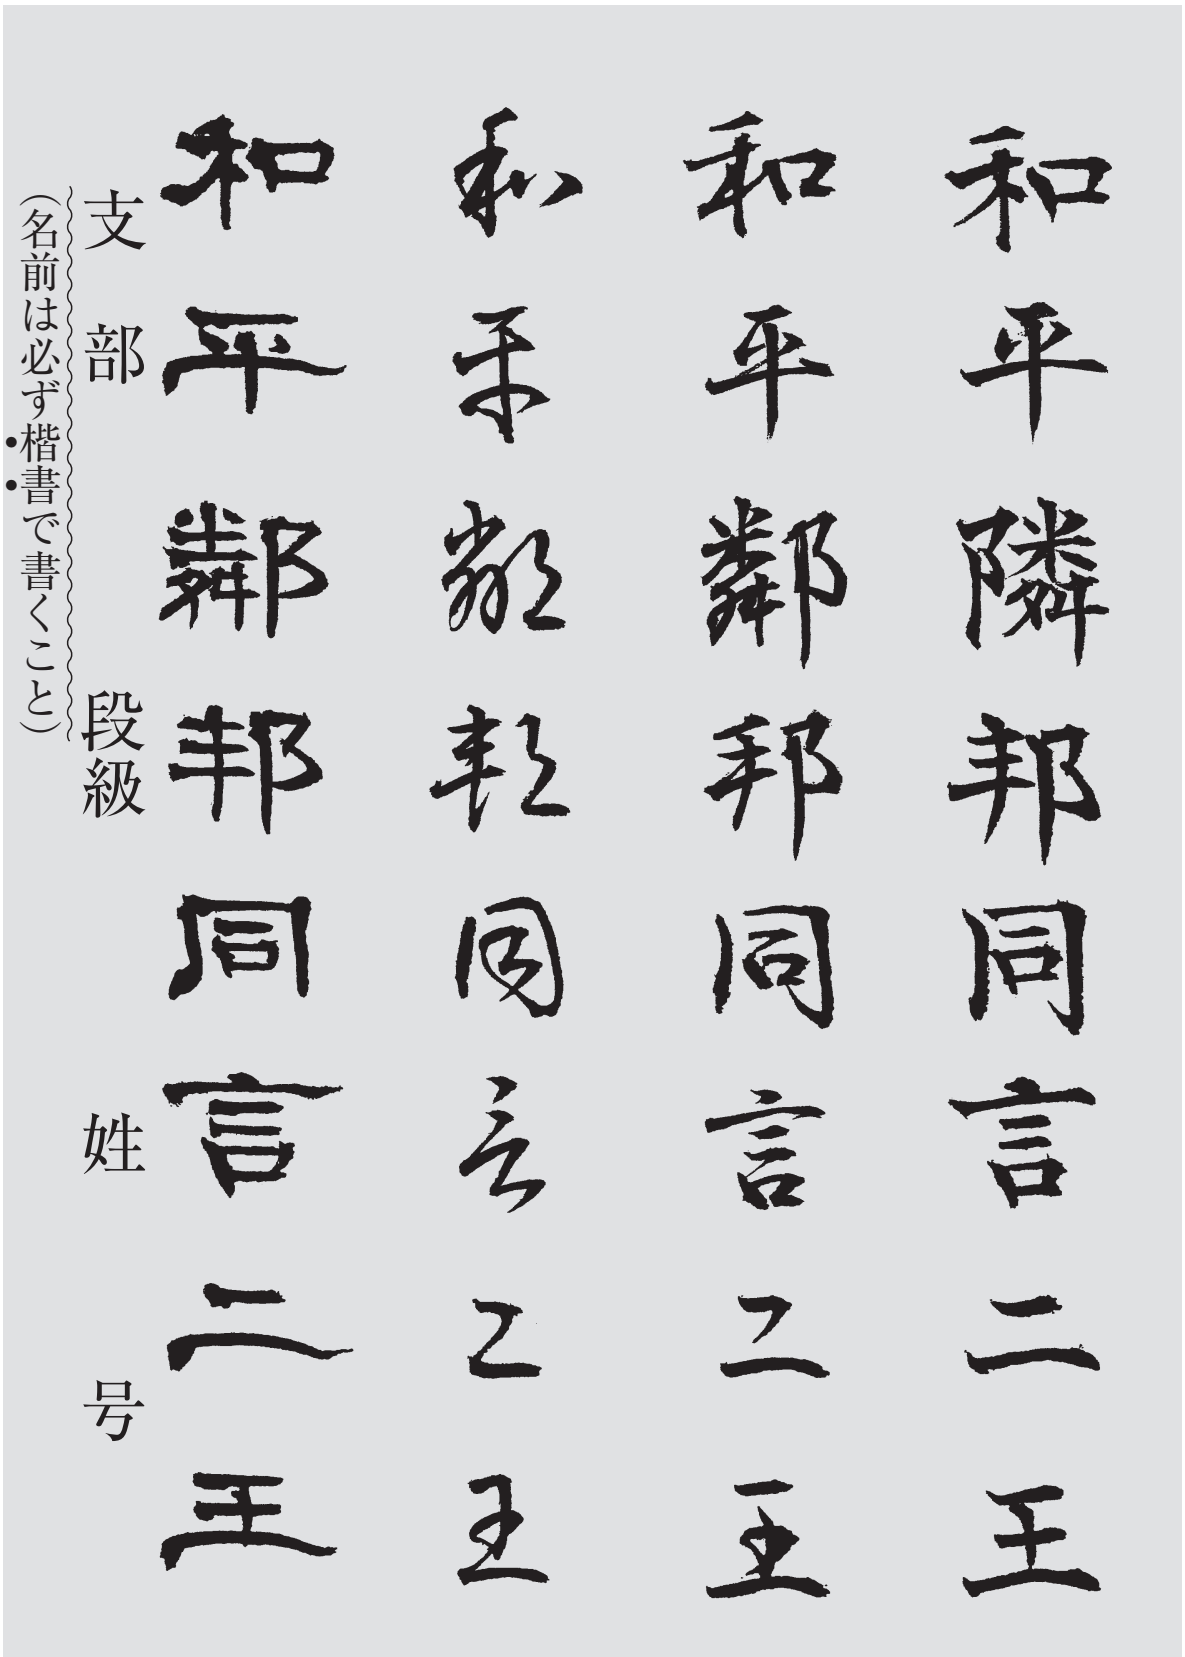 和平隣邦同言二王
和平鄰邦同言二王
和平鄰邦同言二王
和平鄰邦同言二王
支部 段級 姓 号
(名前は必ず楷書で書くこと)